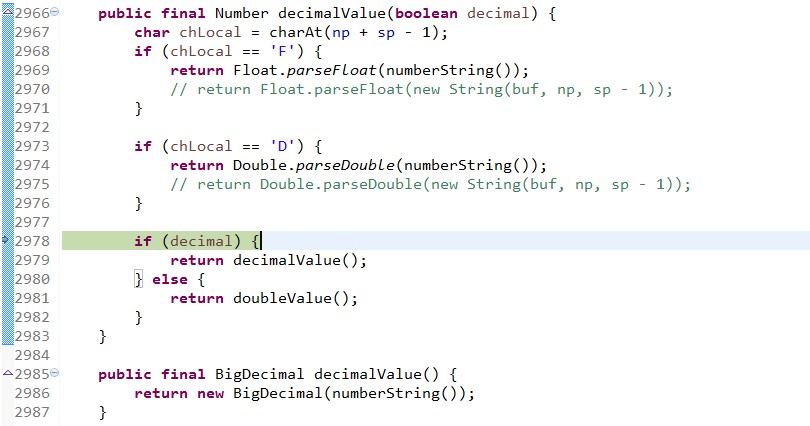 2966 public final Number decimalValue(boolean decimal) {
2967 char chLocal = charAt(np + sp - 1);
2968 if (chLocal == 'F') {
2969 return Float.parseFloat(numberString());
2970 // return Float.parseFloat(new String(buf, np, sp - 1));
2971 }
2972
2973 if (chLocal == 'D') {
2974 return Double.parseDouble(numberString());
2975 // return Double.parseDouble(new String(buf, np, sp - 1));
2976 }
2977
2978 if (decimal) {
2979 return decimalValue();
2980 } else {
2981 return doubleValue();
2982 }
2983 }
2984
2985 public final BigDecimal decimalValue() {
2986 return new BigDecimal(numberString());
2987 }